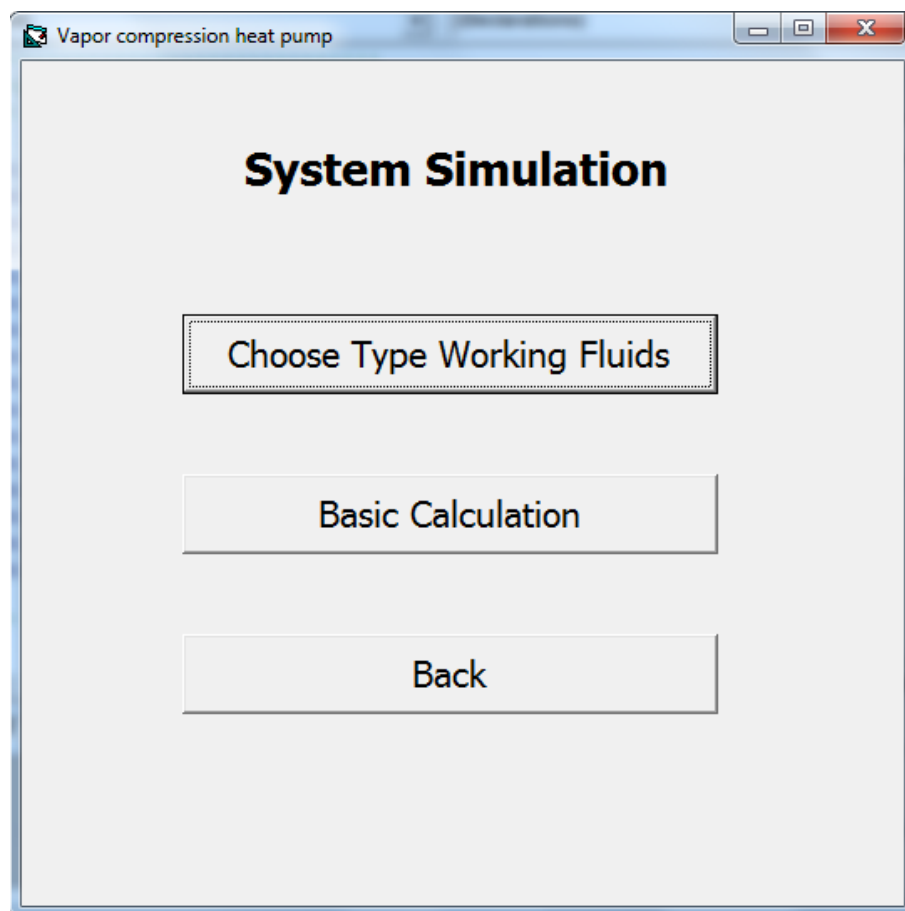 Vapor compression heat pump
System Simulation
Choose Type Working Fluids
Basic Calculation
Back